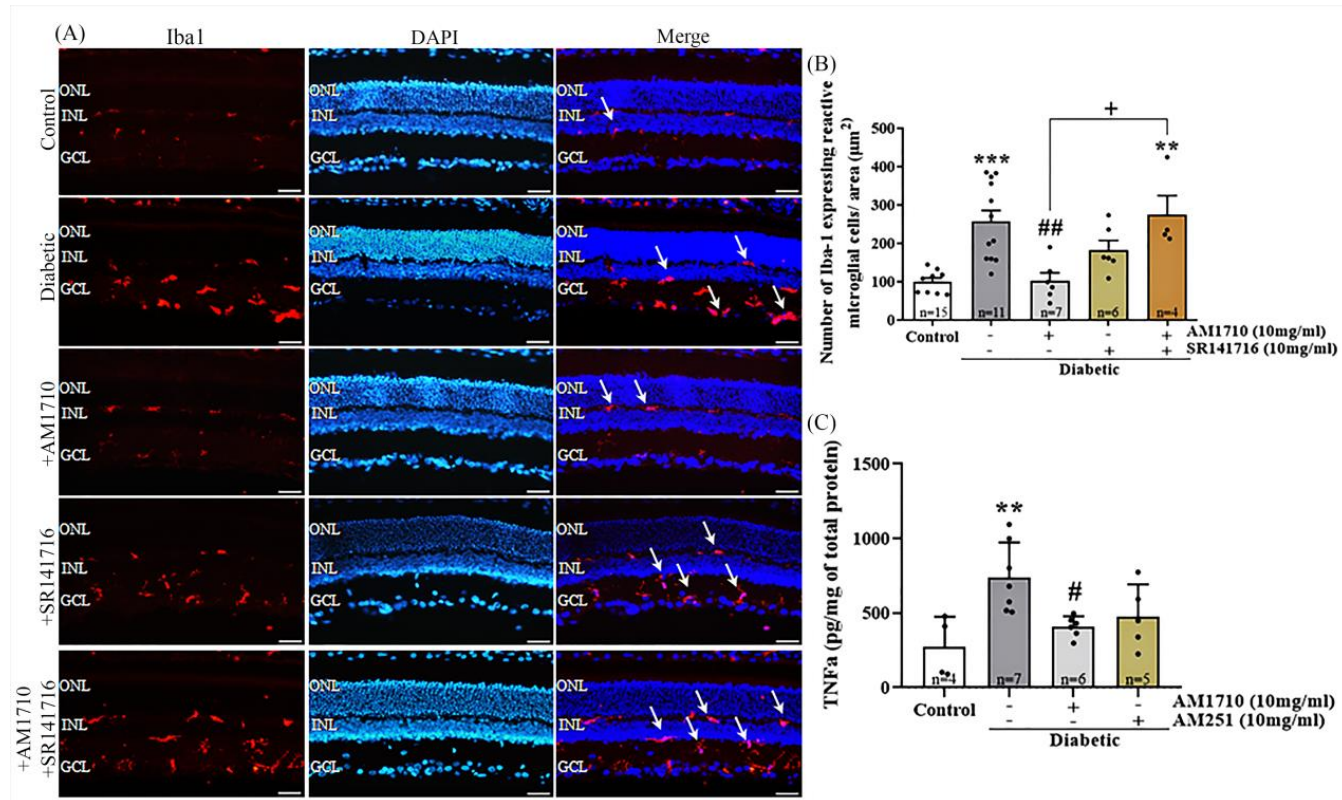 (A)
Iba1 DAPI Merge
Control
ONL ONL ONL
INL INL INL
GCL GCL GCL
Diabetic
ONL ONL ONL
INL INL INL
GCL GCL GCL
+AM1710
ONL ONL ONL
INL INL INL
GCL GCL GCL
+SR141716
ONL ONL ONL
INL INL INL
GCL GCL GCL
+AM1710
+SR141716
ONL ONL ONL
INL INL INL
GCL GCL GCL
(B)
Number of Iba-1 expressing reactive
microglial cells/ area (µm²)
500
400
300
200
100
0
*** ## + **
n=15 n=11 n=7 n=6 n=4
Control - + - + AM1710 (10mg/ml)
- - + + SR141716 (10mg/ml)
Diabetic
(C)
TNFa (pg/mg of total protein)
1500
1000
500
0
** #
n=4 n=7 n=6 n=5
Control - + - AM1710 (10mg/ml)
- - + AM251 (10mg/ml)
Diabetic